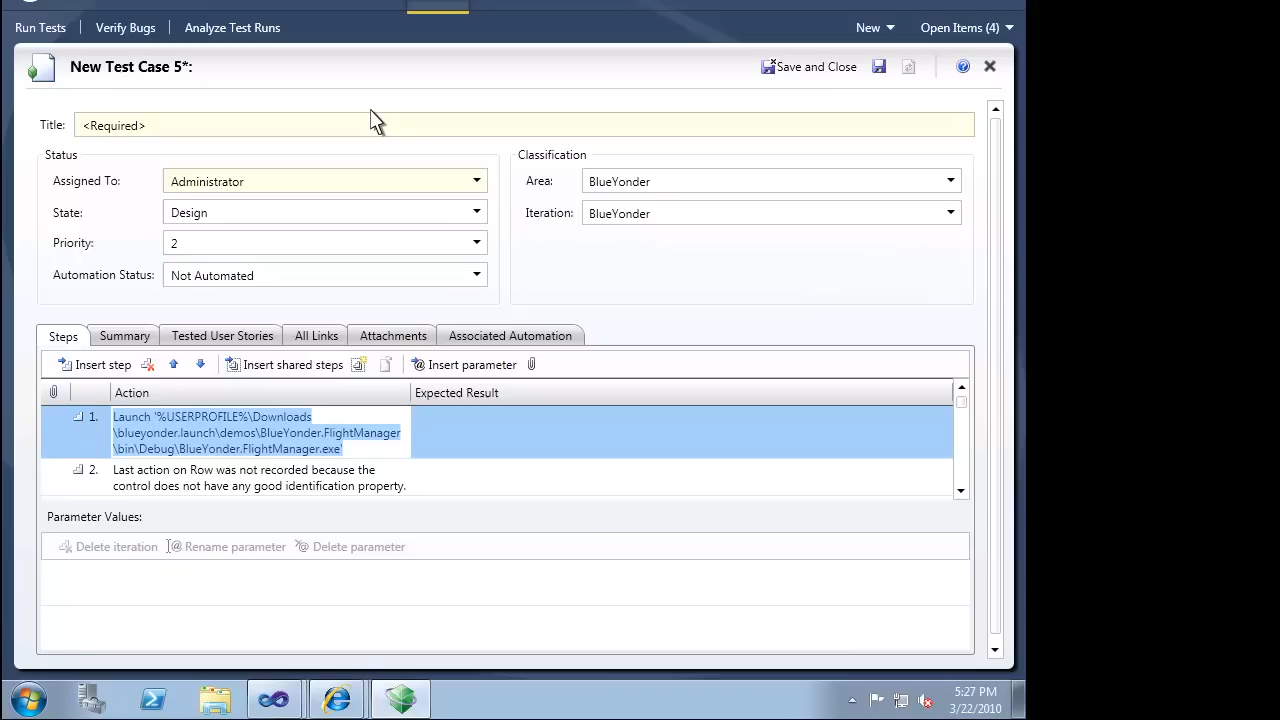 Run Tests Verify Bugs Analyze Test Runs New Open Items (4)
New Test Case 5*: Save and Close
Title: <Required>
Status Classification
Assigned To: Administrator Area: BlueYonder
State: Design Iteration: BlueYonder
Priority: 2
Automation Status: Not Automated
Steps Summary Tested User Stories All Links Attachments Associated Automation
Insert step Insert shared steps Insert parameter
Action Expected Result
1. Launch '%USERPROFILE%\Downloads
\blueyonder.launch\demos\BlueYonder.FlightManager
\bin\Debug\BlueYonder.FlightManager.exe'
2. Last action on Row was not recorded because the
control does not have any good identification property.
Parameter Values:
Delete iteration Rename parameter Delete parameter
5:27 PM
3/22/2010